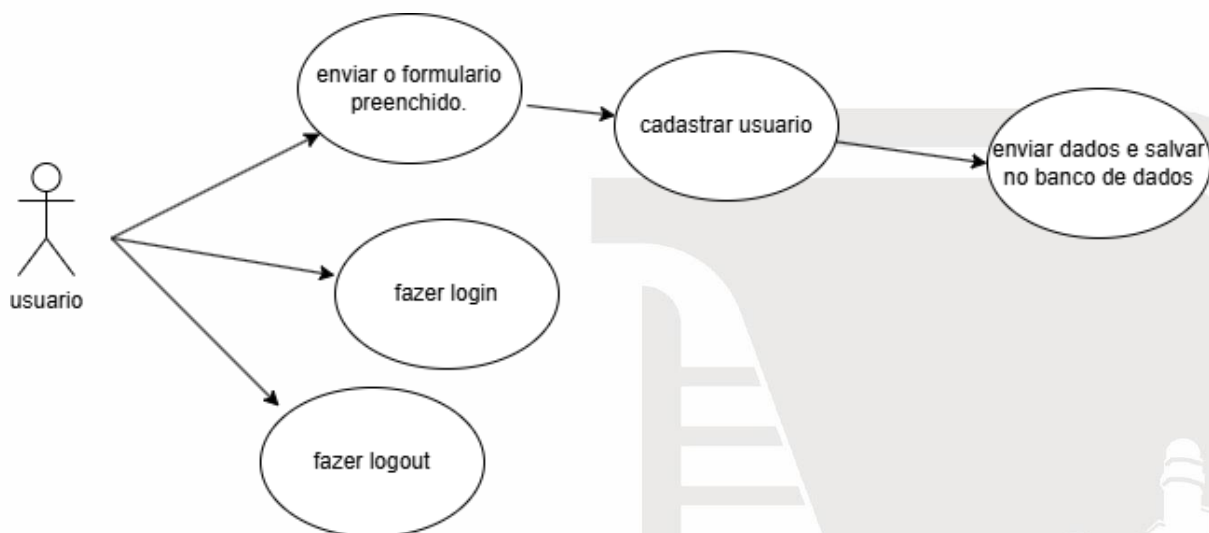 enviar o formulario
preenchido.
cadastrar usuario
enviar dados e salvar
no banco de dados
usuario
fazer login
fazer logout